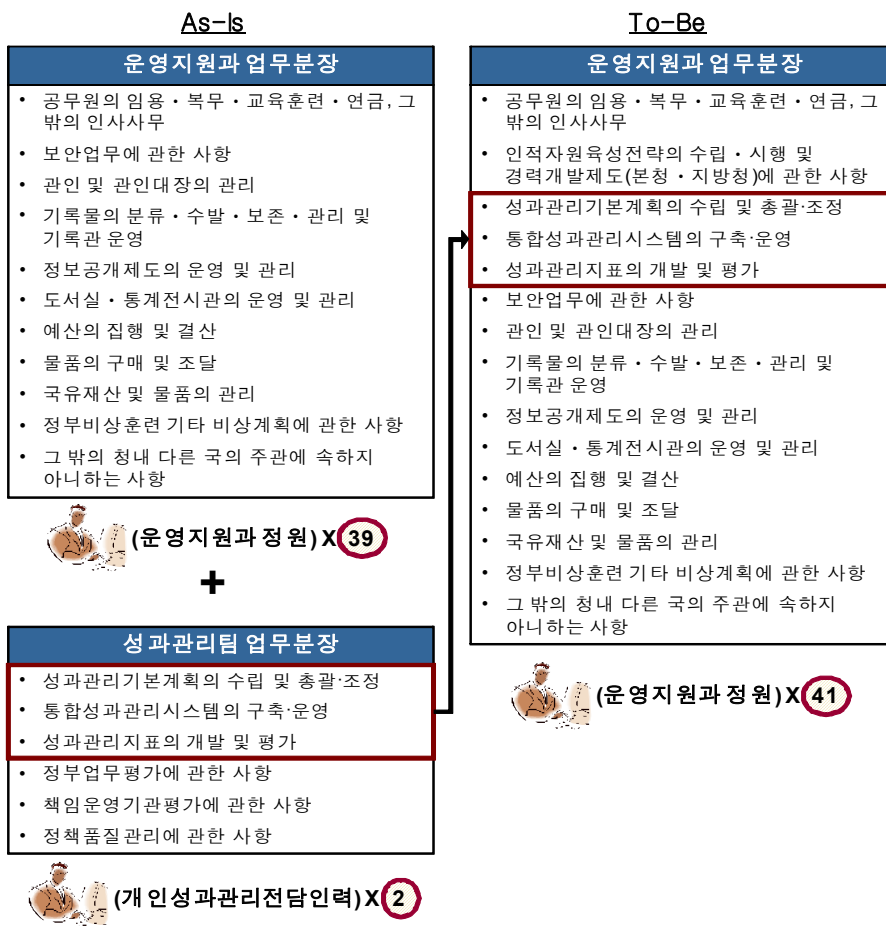 As-Is
운영지원과 업무분장
• 공무원의 임용・복무・교육훈련・연금, 그
밖의 인사사무
• 보안업무에 관한 사항
• 관인 및 관인대장의 관리
• 기록물의 분류・수발・보존・관리 및
기록관 운영
• 정보공개제도의 운영 및 관리
• 도서실・통계전시관의 운영 및 관리
• 예산의 집행 및 결산
• 물품의 구매 및 조달
• 국유재산 및 물품의 관리
• 정부비상훈련 기타 비상계획에 관한 사항
• 그 밖의 청내 다른 국의 주관에 속하지
아니하는 사항
(운영지원과 정원) X 39
+
성과관리팀 업무분장
• 성과관리기본계획의 수립 및 총괄·조정
• 통합성과관리시스템의 구축·운영
• 성과관리지표의 개발 및 평가
• 정부업무평가에 관한 사항
• 책임운영기관평가에 관한 사항
• 정책품질관리에 관한 사항
(개인성과관리전담인력) X 2
To-Be
운영지원과 업무분장
• 공무원의 임용・복무・교육훈련・연금, 그
밖의 인사사무
• 인적자원육성전략의 수립・시행 및
경력개발제도(본청・지방청)에 관한 사항
• 성과관리기본계획의 수립 및 총괄·조정
• 통합성과관리시스템의 구축·운영
• 성과관리지표의 개발 및 평가
• 보안업무에 관한 사항
• 관인 및 관인대장의 관리
• 기록물의 분류・수발・보존・관리 및
기록관 운영
• 정보공개제도의 운영 및 관리
• 도서실・통계전시관의 운영 및 관리
• 예산의 집행 및 결산
• 물품의 구매 및 조달
• 국유재산 및 물품의 관리
• 정부비상훈련 기타 비상계획에 관한 사항
• 그 밖의 청내 다른 국의 주관에 속하지
아니하는 사항
(운영지원과 정원) X 41